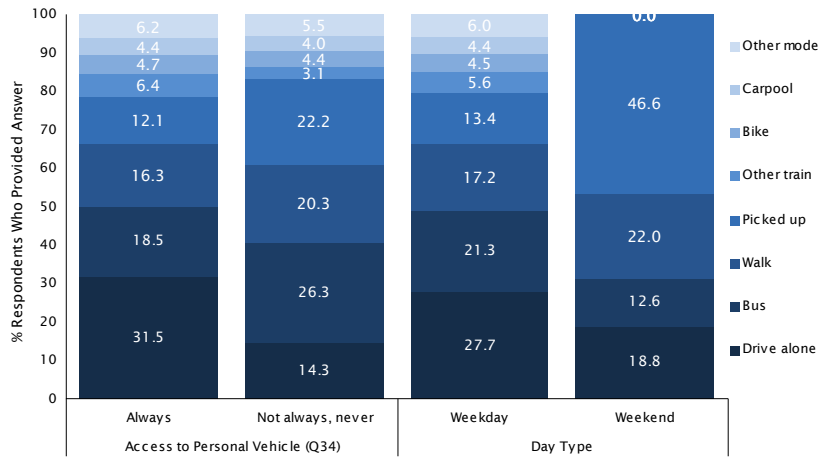 100
90
80
70
60
50
40
30
20
10
0
% Respondents Who Provided Answer
6.2
4.4
4.7
6.4
12.1
16.3
18.5
31.5
5.5
4.0
4.4
3.1
22.2
20.3
26.3
14.3
6.0
4.4
4.5
5.6
13.4
17.2
21.3
27.7
0.0
46.6
22.0
12.6
18.8
Always
Not always, never
Weekday
Weekend
Access to Personal Vehicle (Q34)
Day Type
Other mode
Carpool
Bike
Other train
Picked up
Walk
Bus
Drive alone